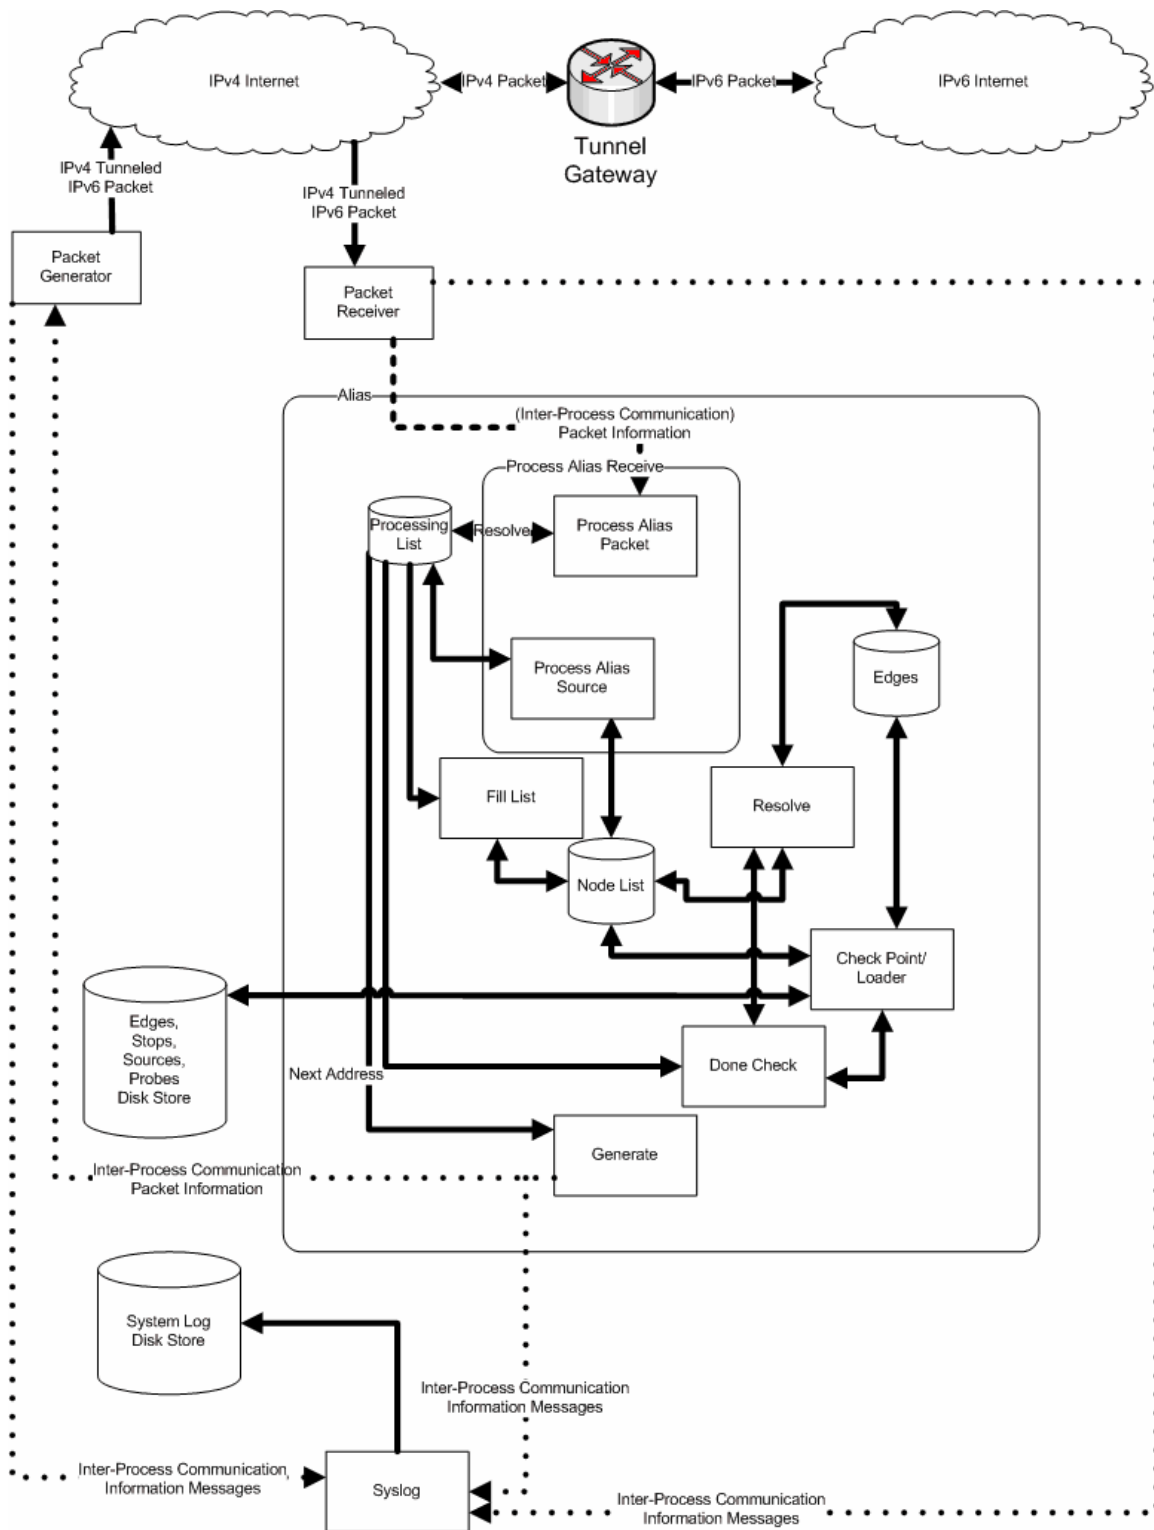 IPv4 Internet
IPv4 Packet
IPv6 Packet
IPv6 Internet
Tunnel
Gateway
IPv4 Tunneled
IPv6 Packet
IPv4 Tunneled
IPv6 Packet
Packet
Generator
Packet
Receiver
Alias
(Inter-Process Communication)
Packet Information
Process Alias Receive
Processing
List
Resolve
Process Alias
Packet
Process Alias
Source
Edges
Fill List
Resolve
Node List
Check Point/
Loader
Edges,
Stops,
Sources,
Probes
Disk Store
Next Address
Done Check
Generate
Inter-Process Communication
Packet Information
System Log
Disk Store
Inter-Process Communication
Information Messages
Inter-Process Communication
Information Messages
Syslog
Inter-Process Communication
Information Messages